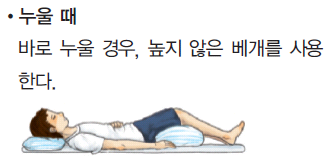 • 누울 때
바로 누울 경우, 높지 않은 베개를 사용
한다.